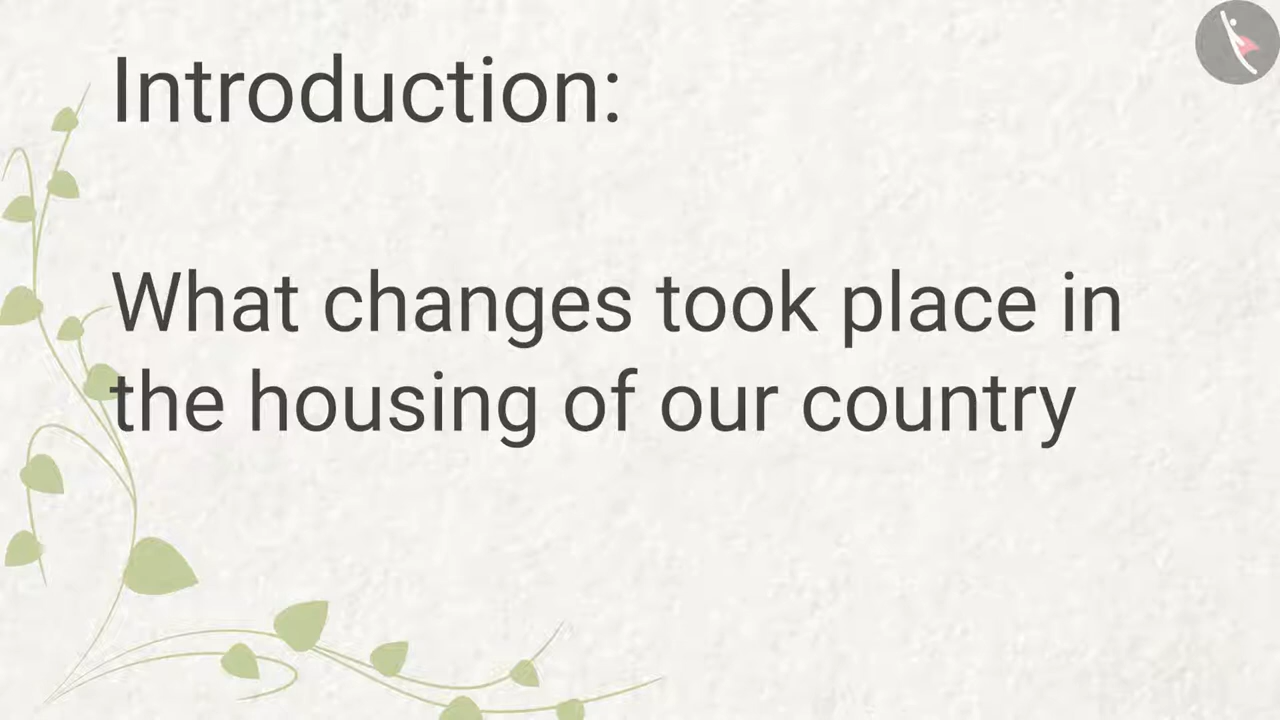 Introduction:
What changes took place in
the housing of our country